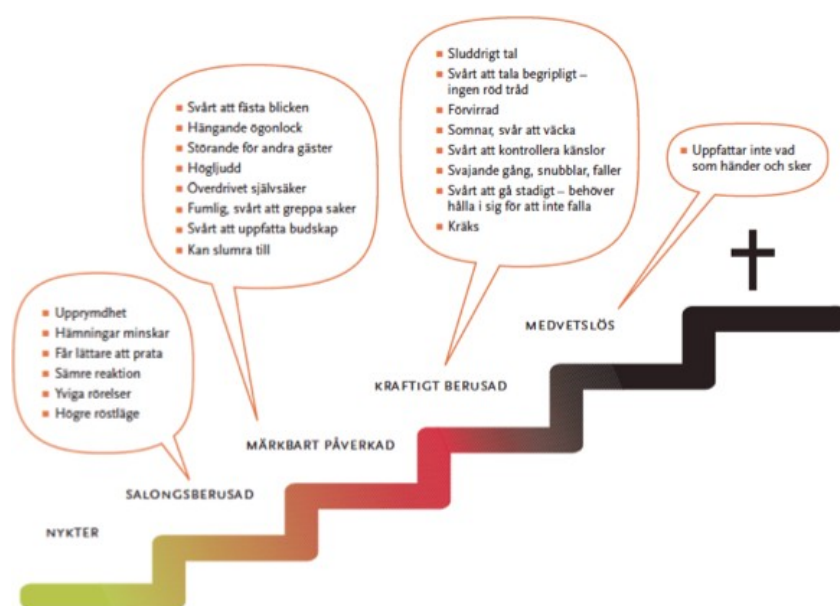 Sluddrigt tal
Svårt att tala begripligt –
ingen röd tråd
Förvirrad
Somnar, svår att väcka
Svårt att kontrollera känslor
Svajande gång, snubblar, faller
Svårt att gå stadigt – behöver
hålla i sig för att inte falla
Kräks
Svårt att fästa blicken
Hängande ögonlock
Störande för andra gäster
Högljudd
Överdrivet självsäker
Fumlig, svårt att greppa saker
Svårt att uppfatta budskap
Kan slumra till
Uppfattar inte vad
som händer och sker
Upprymdhet
Hämningar minskar
Får lättare att prata
Sämre reaktion
Yviga rörelser
Högre röstläge
MEDVETSLÖS
KRAFTIGT BERUSAD
MÄRKBART PÅVERKAD
SALONGSBERUSAD
NYKTER